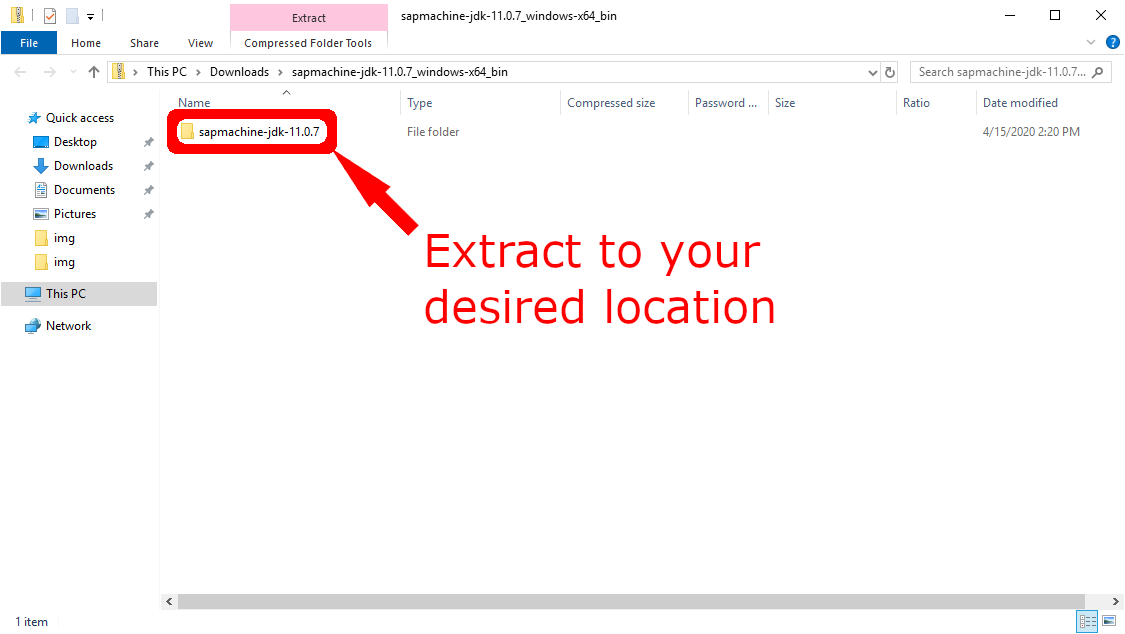 Extract
sapmachine-jdk-11.0.7_windows-x64_bin
File
Home
Share
View
Compressed Folder Tools
?
This PC > Downloads > sapmachine-jdk-11.0.7_windows-x64_bin
Search sapmachine-jdk-11.0.7...
Name
Type
Compressed size
Password ...
Size
Ratio
Date modified
sapmachine-jdk-11.0.7
File folder
4/15/2020 2:20 PM
Quick access
Desktop
Downloads
Documents
Pictures
img
img
This PC
Network
Extract to your
desired location
1 item